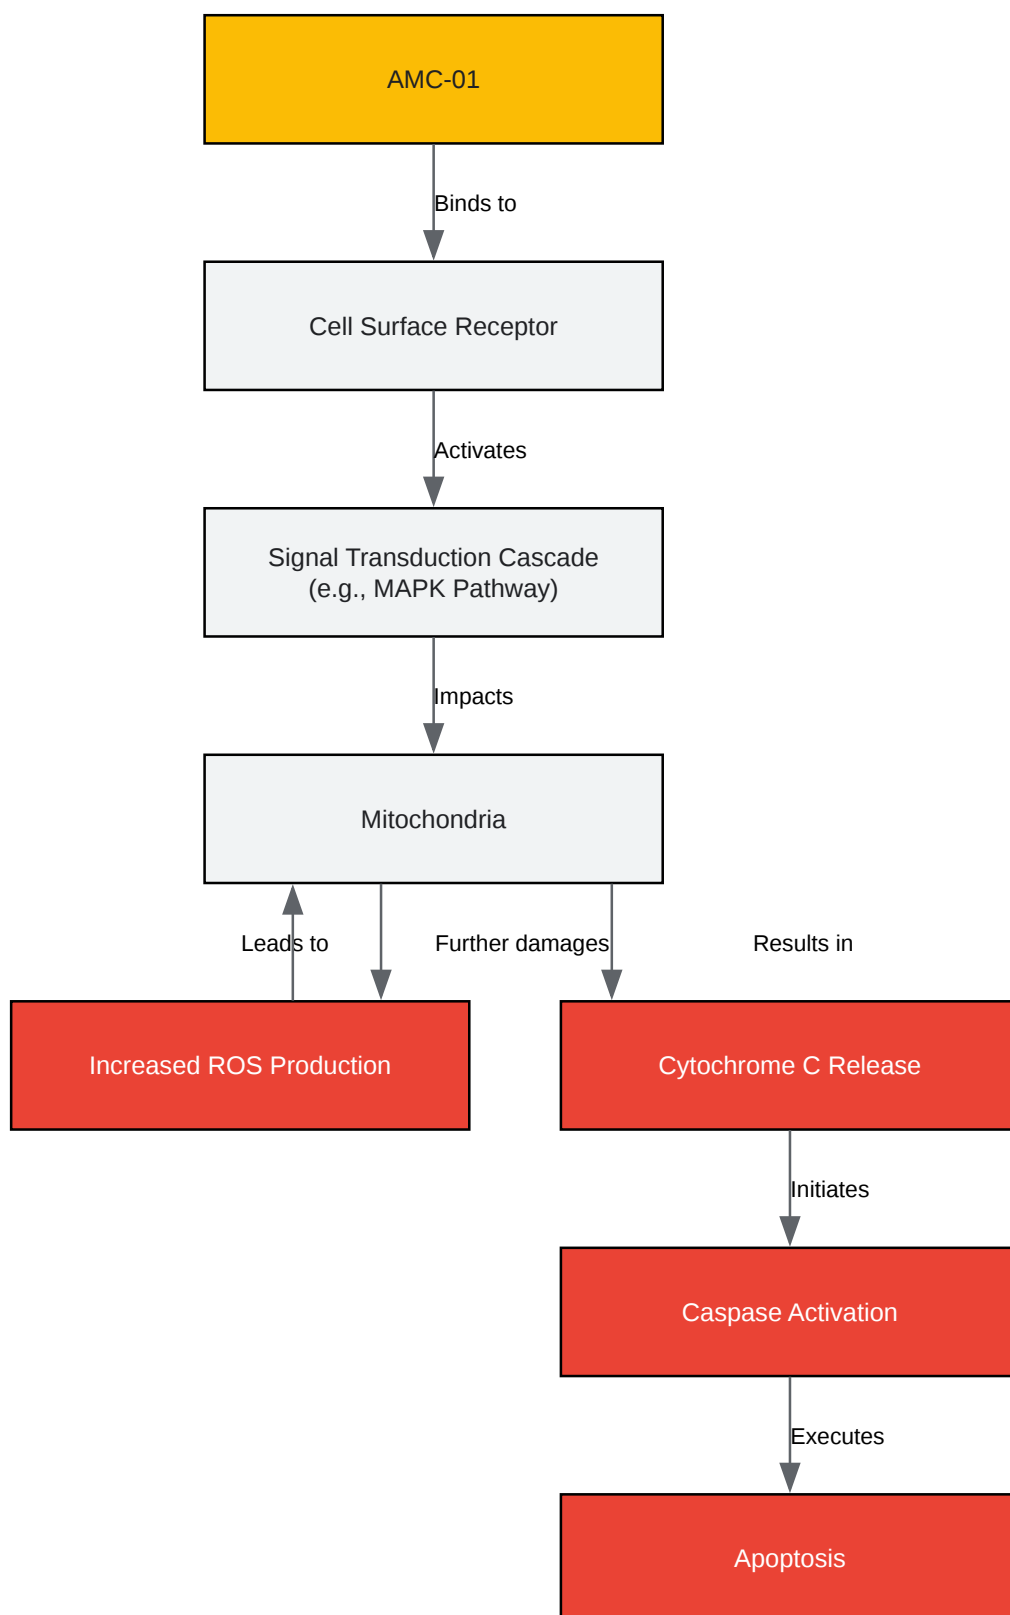 AMC-01
Binds to
Cell Surface Receptor
Activates
Signal Transduction Cascade
(e.g., MAPK Pathway)
Impacts
Mitochondria
Leads to
Further damages
Results in
Increased ROS Production
Cytochrome C Release
Initiates
Caspase Activation
Executes
Apoptosis